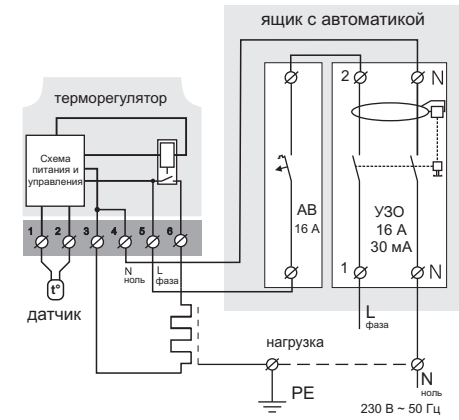 ящик с автоматикой
терморегулятор
Схема
питания и
управления
2
N
АВ
16 А
УЗО
16 А
30 мА
1 2 3 4 5 6
N
ноль
L
фаза
1
N
t°
датчик
L
фаза
нагрузка
PE
N
ноль
230 В ~ 50 Гц